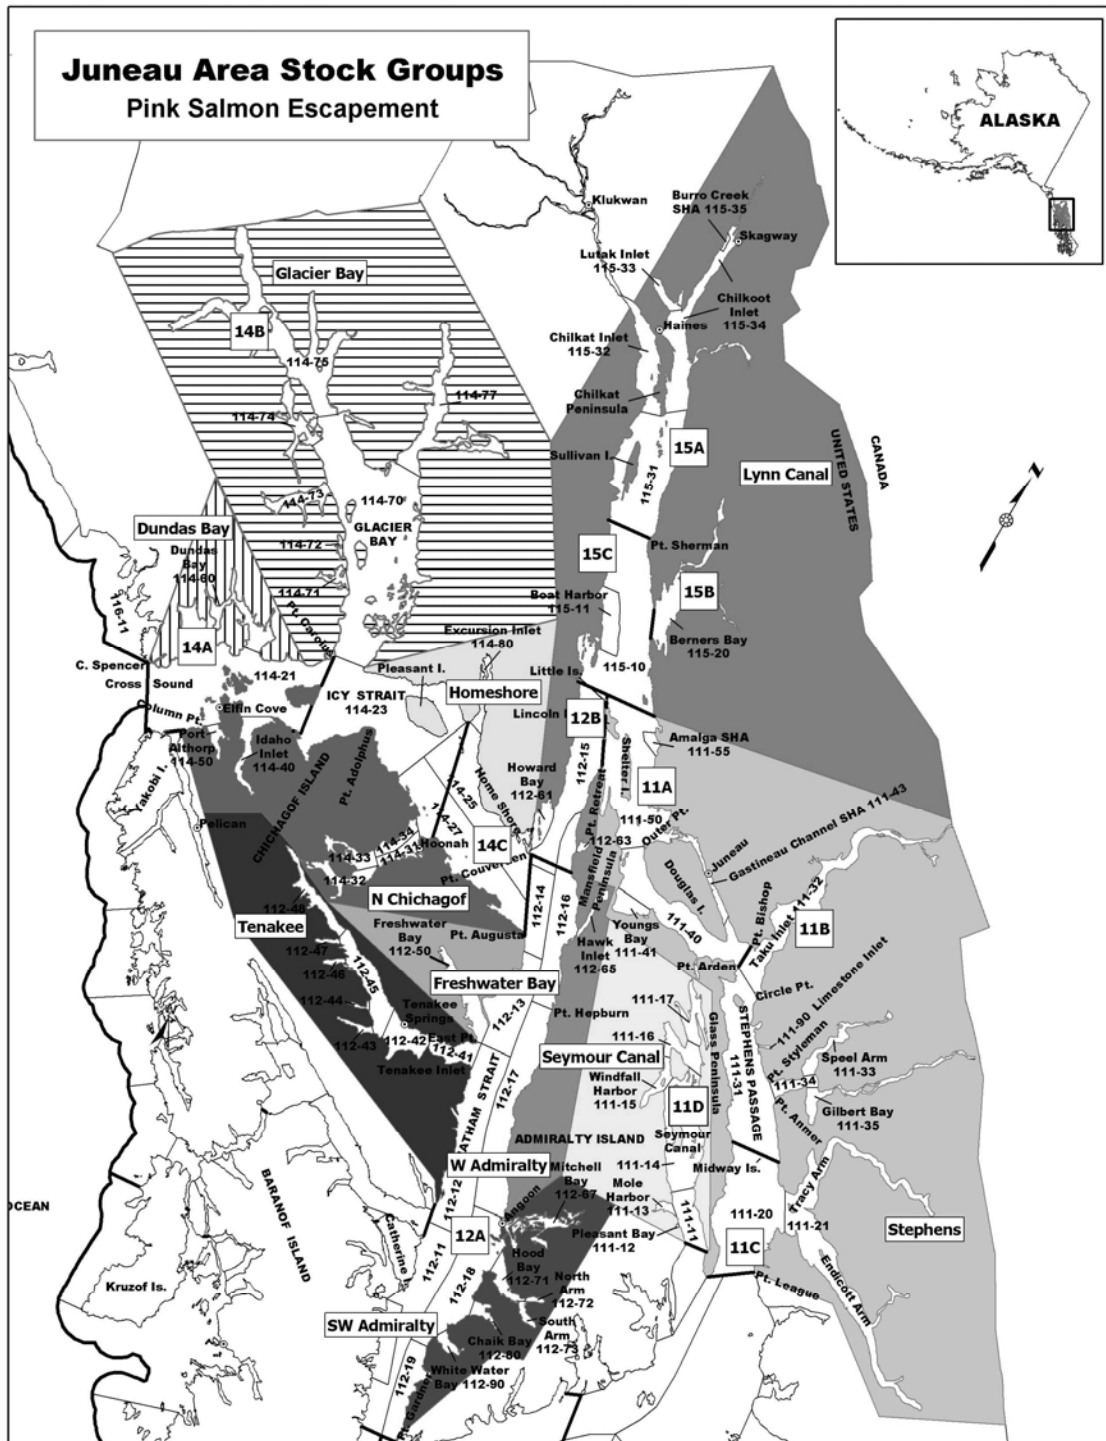 Juneau Area Stock Groups
Pink Salmon Escapement
ALASKA
Klukwan
Burro Creek
SHA 115-35
Skagway
Lutak Inlet
115-33
Chilkoot
Inlet
115-34
Haines
Chilkat Inlet
115-32
Chilkat
Peninsula
Glacier Bay
14B
114-75
114-77
114-74
Sullivan I.
115-31
15A
Lynn Canal
UNITED STATES
CANADA
N
114-73
114-70
GLACIER
BAY
Dundas Bay
Dundas
Bay
114-60
114-72
114-71
15C
Pt. Sherman
15B
Boat Harbor
115-11
Berners Bay
115-20
116-11
14A
Pt. Carolus
Excursion Inlet
114-80
Pleasant I.
115-10
C. Spencer
Cross Sound
114-21
ICY STRAIT
114-23
Homeshore
Little Is.
Column Pt.
Elfin Cove
Lincoln I
12B
Port
Althorp
114-50
Idaho
Inlet
114-40
Amalga SHA
111-55
Shelter I.
11A
Yakobi I.
CHICHAGOF ISLAND
Pt. Adolphus
Howard
Bay
112-61
112-15
Pt. Retreat
114-25
Home Shore
111-50
Outer Pt.
Gastineau Channel SHA 111-43
Pelican
114-27
Hoonah
14C
112-63
Juneau
114-34
114-33
114-31
114-32
Pt. Couverden
Mansfield
Peninsula
Douglas I.
N Chichagof
112-14
112-16
Pt. Bishop
Taku Inlet 111-32
11B
Tenakee
112-48
Freshwater
Bay
112-50
Pt. Augusta
Hawk
Inlet
112-65
Youngs
Bay
111-41
111-40
112-47
112-46
112-45
Pt. Arden
Freshwater Bay
Circle Pt.
112-44
Tenakee
Springs
112-13
Pt. Hepburn
111-17
111-90 Limestone Inlet
112-43
112-42
East Pt.
112-41
111-16
Glass Peninsula
STEPHENS PASSAGE
111-31
Pt. Styleman
Tenakee Inlet
Seymour Canal
Speel Arm
111-33
ATHAM STRAIT
112-17
Windfall
Harbor
111-15
11D
111-34
Gilbert Bay
111-35
Pt. Anmer
ADMIRALTY ISLAND
Seymour
Canal
W Admiralty
Mitchell
Bay
112-67
111-14
Midway Is.
Tracy Arm
OCEAN
BARANOF ISLAND
112-12
Angoon
Mole
Harbor
111-13
111-20
111-21
Stephens
12A
111-11
Pleasant Bay
111-12
11C
Catherine I.
112-11
Hood
Bay
112-71
Endicott Arm
Kruzof Is.
112-18
North
Arm
112-72
Pt. League
SW Admiralty
Chaik Bay
112-80
South
Arm
112-73
112-19
White Water
Bay 112-90
Pt. Gardner